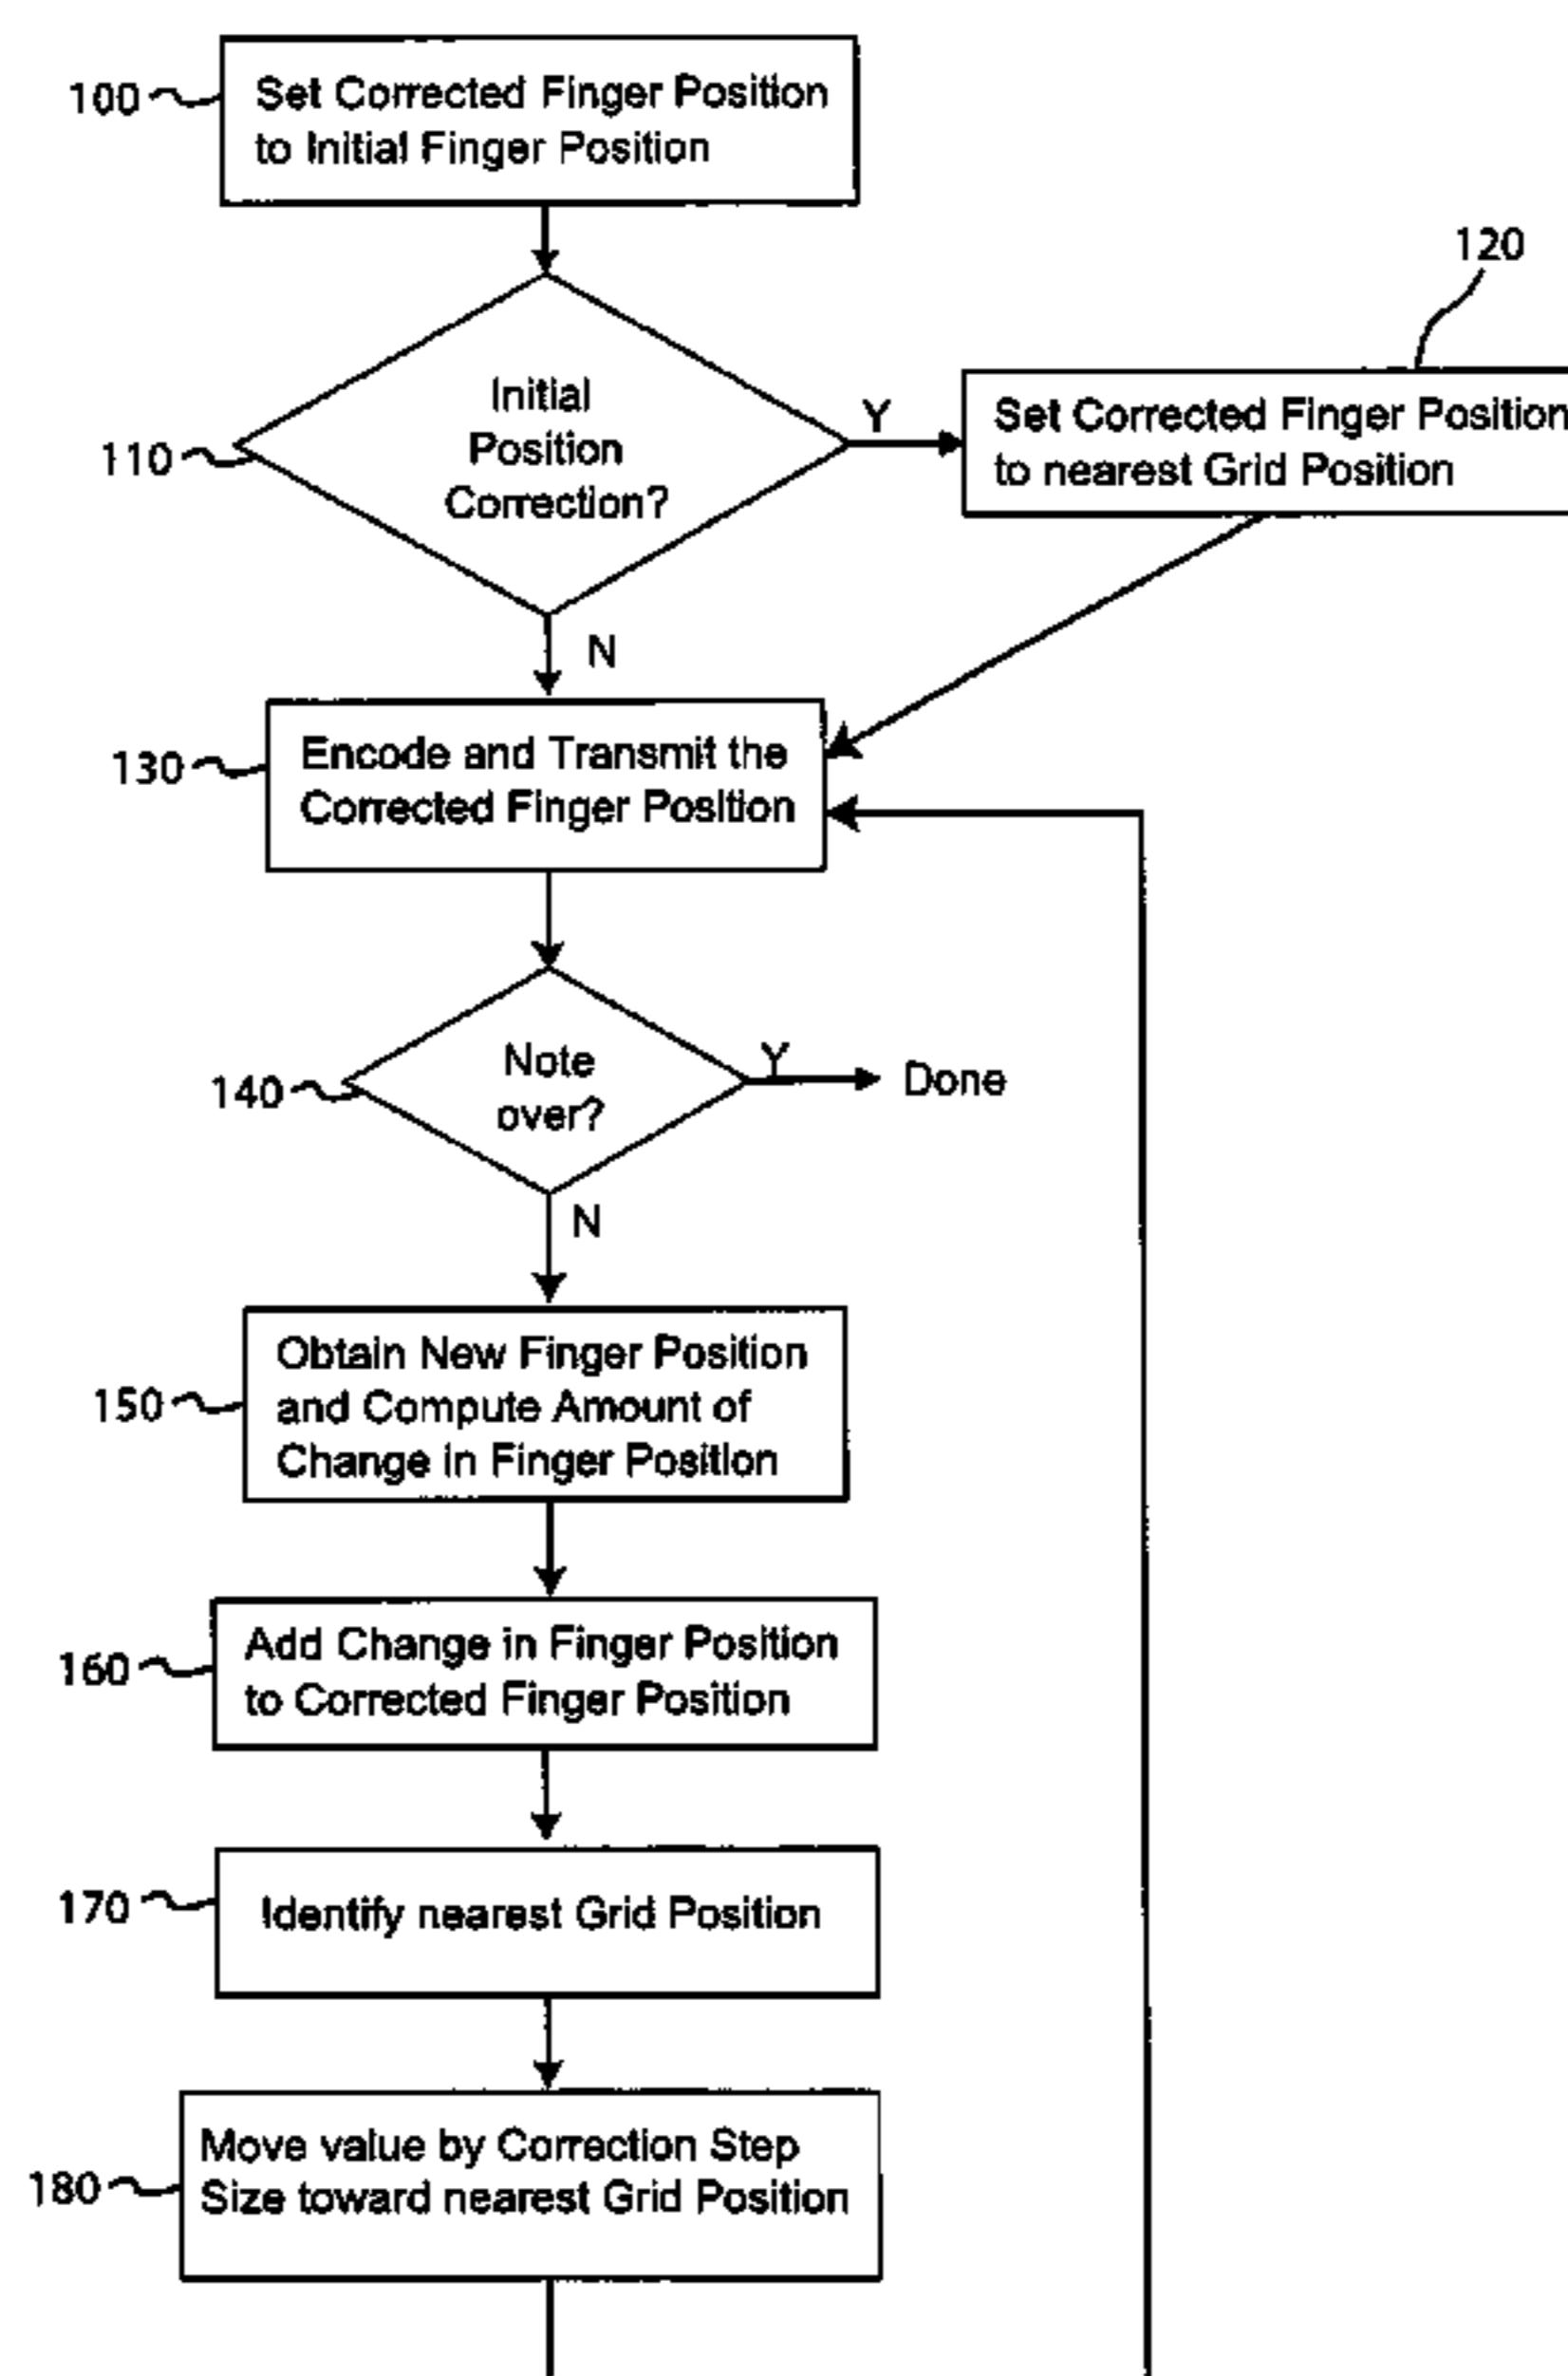 100
Set Corrected Finger Position
to Initial Finger Position
120
110
Initial
Position
Correction?
Y
Set Corrected Finger Position
to nearest Grid Position
N
130
Encode and Transmit the
Corrected Finger Position
140
Note
over?
Y
Done
N
150
Obtain New Finger Position
and Compute Amount of
Change in Finger Position
160
Add Change in Finger Position
to Corrected Finger Position
170
Identify nearest Grid Position
180
Move value by Correction Step
Size toward nearest Grid Position